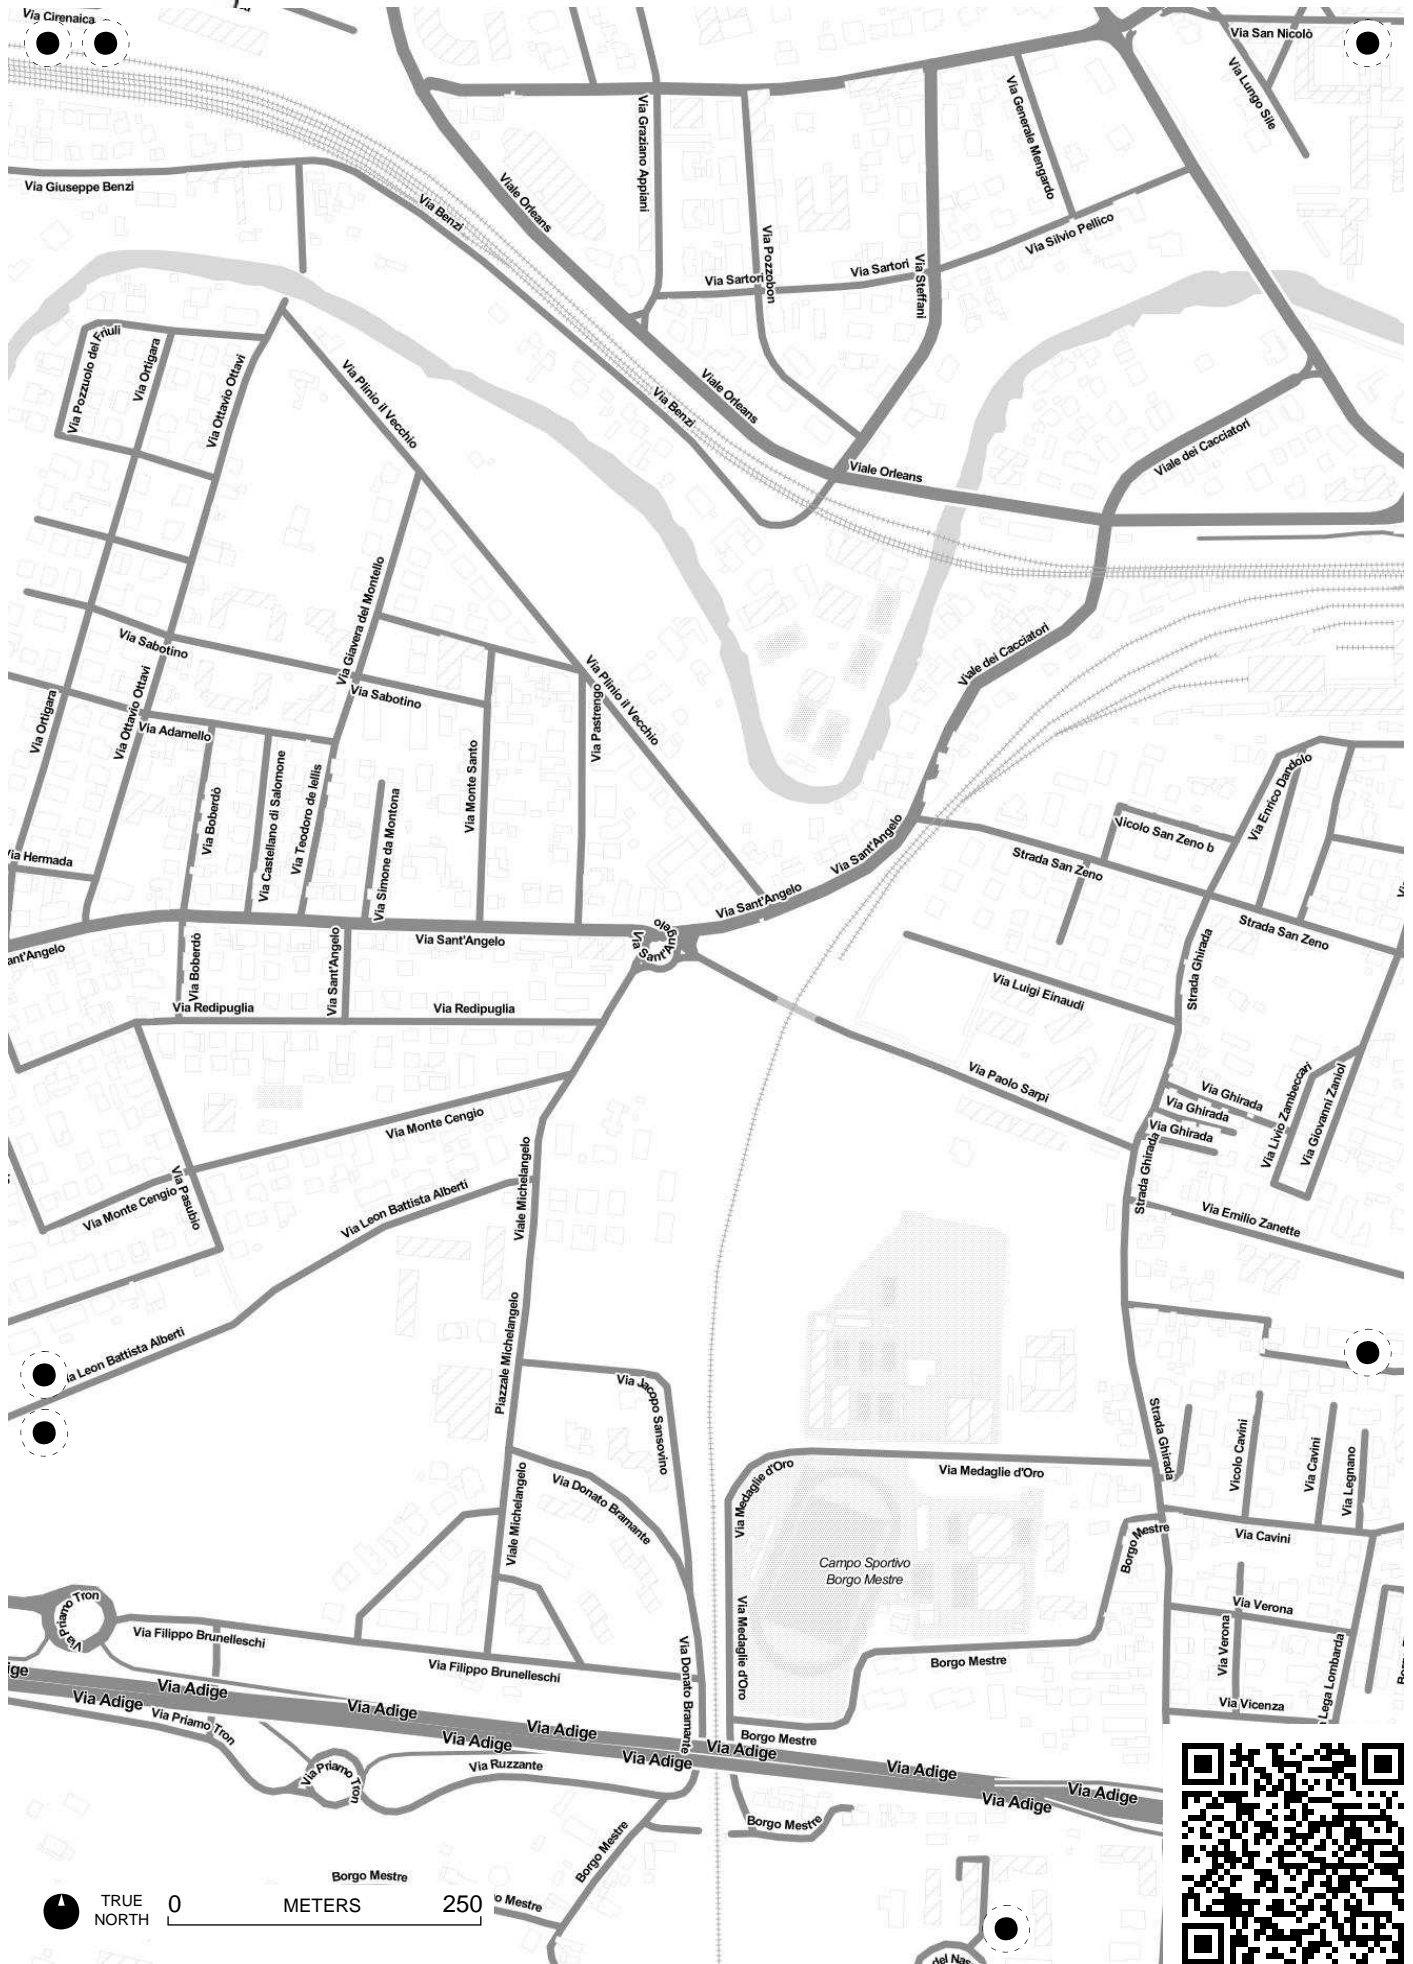 Via Cirenaica
Via San Nicolò
Via Lungo Sile
Via Generale Mengardo
Via Graziano Appiani
Via Giuseppe Benzi
Via Benzi
Viale Orleans
Via Pozzobon
Via Silvio Pellico
Via Sartori
Via Sartori
Via Steffani
Via Pozzuolo del Friuli
Via Ortigara
Via Ottavio Ottavi
Via Plinio il Vecchio
Viale Orleans
Via Benzi
Viale Orleans
Viale dei Cacciatori
Via Giavera del Montello
Via Sabotino
Viale dei Cacciatori
Via Ortigara
Via Ottavio Ottavi
Via Sabotino
Via Plinio il Vecchio
Via Pastrengo
Via Adamello
Via Boberdò
Via Castellano di Salomone
Via Teodoro de lellis
Via Simone da Montona
Via Monte Santo
Via Enrico Dandolo
Vicolo San Zeno b
Strada San Zeno
Via Hermada
Via Sant'Angelo
Via Sant'Angelo
Strada San Zeno
ant'Angelo
Via Boberdò
Via Sant'Angelo
Via Sant'Angelo
Via Sant'Angelo
Strada Ghirada
Via Luigi Einaudi
Via Redipuglia
Via Redipuglia
Via Paolo Sarpi
Via Ghirada
Via Ghirada
Via Ghirada
Via Livio Zambeccari
Via Giovanni Zaniol
Via Monte Cengio
Strada Ghirada
Via Monte Cengio
Via Pasubio
Via Leon Battista Alberti
Viale Michelangelo
Via Emilio Zanette
ia Leon Battista Alberti
Piazzale Michelangelo
Via Jacopo Sansovino
Strada Ghirada
Vicolo Cavini
Via Cavini
Via Legnano
Via Medaglie d'Oro
Via Medaglie d'Oro
Viale Michelangelo
Via Donato Bramante
Borgo Mestre
Via Cavini
Campo Sportivo
Borgo Mestre
Via Priamo Tron
Via Filippo Brunelleschi
Via Filippo Brunelleschi
Via Donato Bramante
Via Medaglie d'Oro
Borgo Mestre
Via Verona
Via Verona
Via Vicenza
Lega Lombarda
ige
Via Adige
Via Adige
Via Adige
Via Adige
Via Adige
Via Adige
Via Adige
Via Adige
Via Adige
Via Adige
Borgo Mestre
Via Priamo Tron
Via Priamo Tron
Via Ruzzante
Borgo Mestre
Borgo Mestre
Borgo Mestre
o Mestre
TRUE
NORTH
0 METERS 250
del Nas